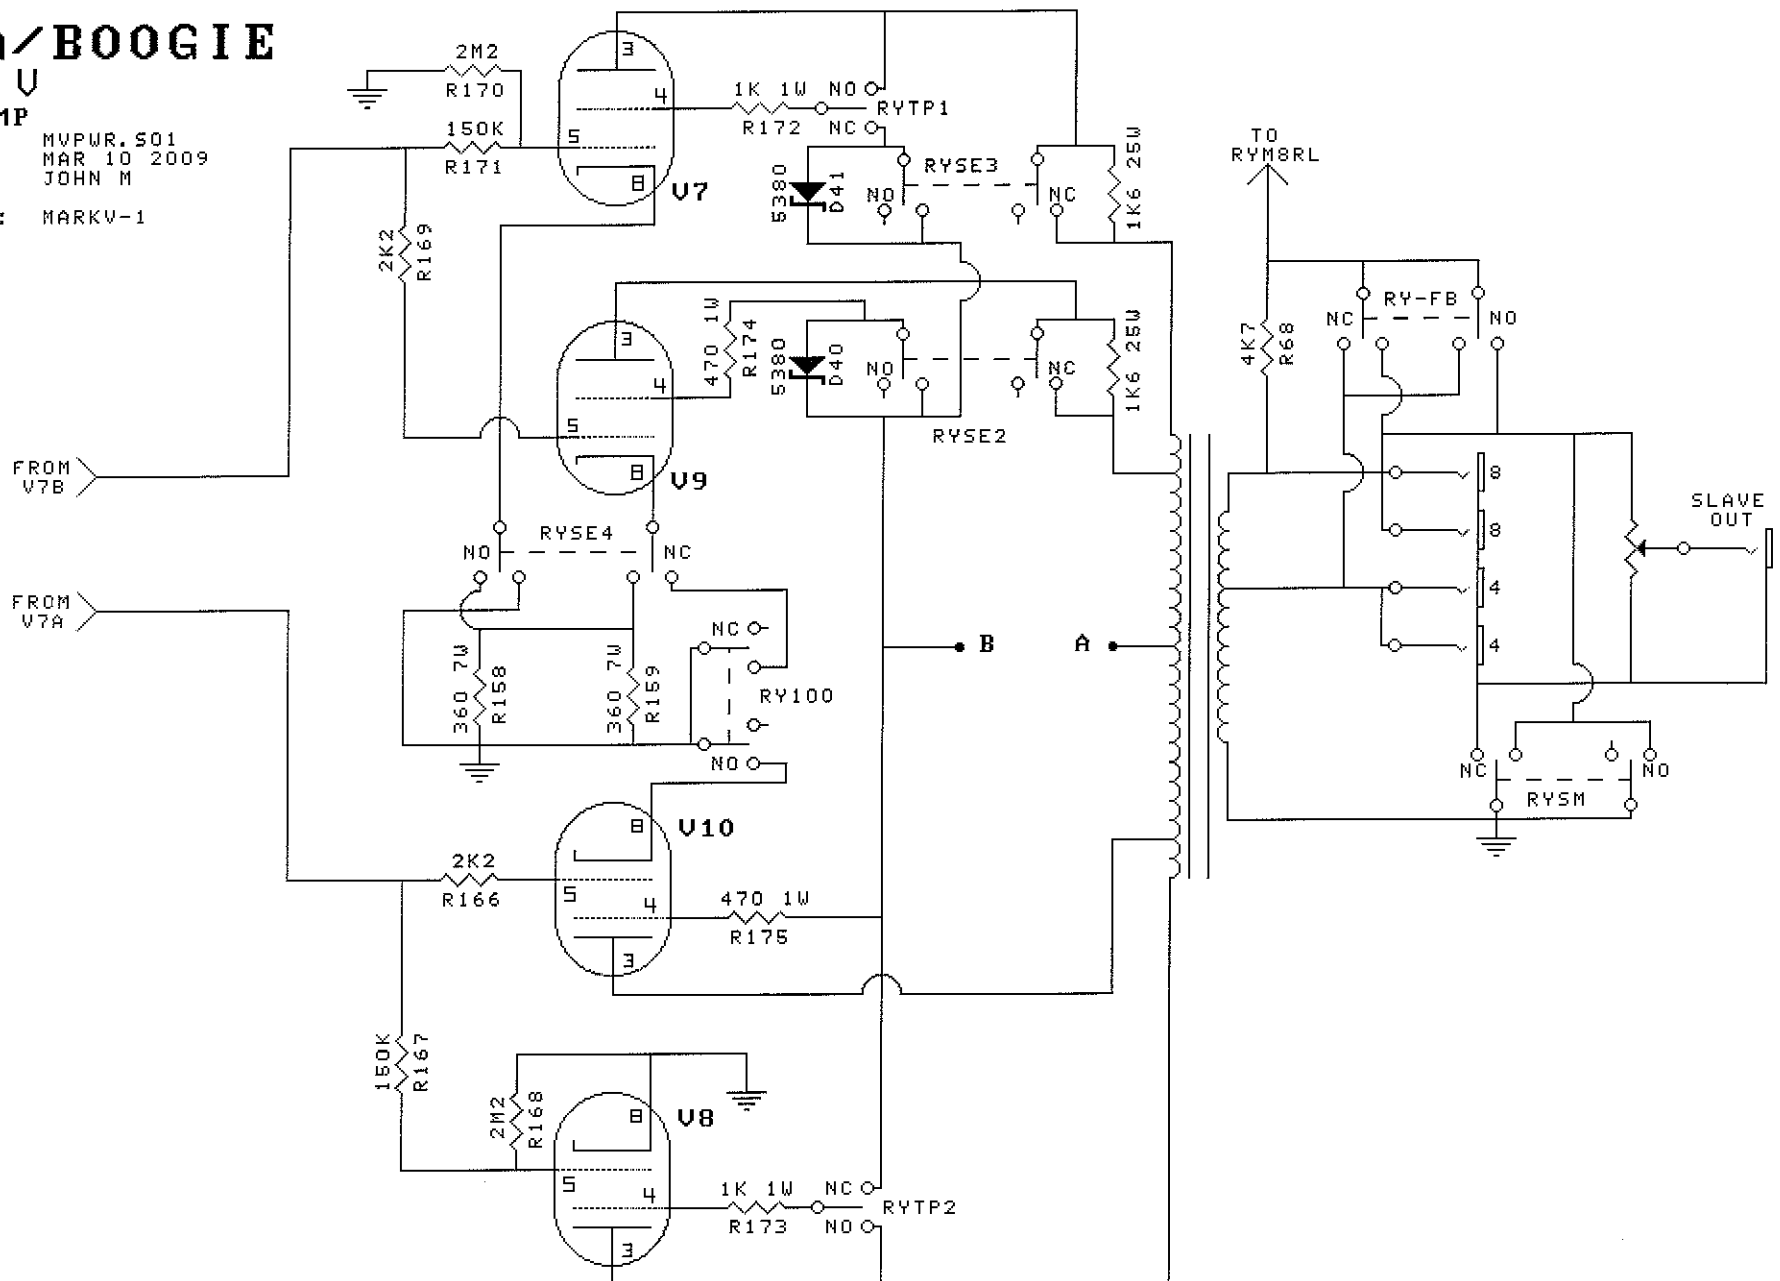 /BOOGIE
V
MP
MVPWR.S01
MAR 10 2009
JOHN M
: MARKV-1
2M2
R170
150K
R171
2K2
R169
3
4
5
8
V7
1K 1W
R172
NO
RYTP1
NC
5380
D41
RYSE3
NO
NC
1K6 25W
TO
RYM8RL
3
4
5
8
V9
470 1W
R174
5380
D40
NO
NC
RYSE2
1K6 25W
4K7
R68
RY-FB
NC
NO
FROM
V7B
8
8
4
4
SLAVE
OUT
RYSE4
NO
NC
FROM
V7A
360 7W
R158
360 7W
R159
NC
RY100
NO
B
A
NC
NO
RYSM
8
V10
2K2
R166
5
4
3
470 1W
R175
150K
R167
2M2
R168
8
V8
5
4
3
1K 1W
R173
NC
RYTP2
NO